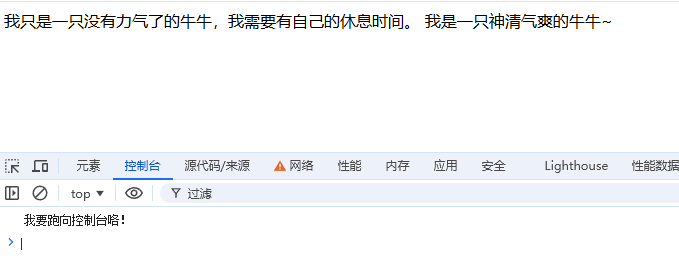 我只是一只没有力气了的牛牛，我需要有自己的休息时间。 我是一只神清气爽的牛牛~
元素 控制台 源代码/来源 网络 性能 内存 应用 安全 Lighthouse 性能数据
top ▼ 过滤
我要跑向控制台咯！